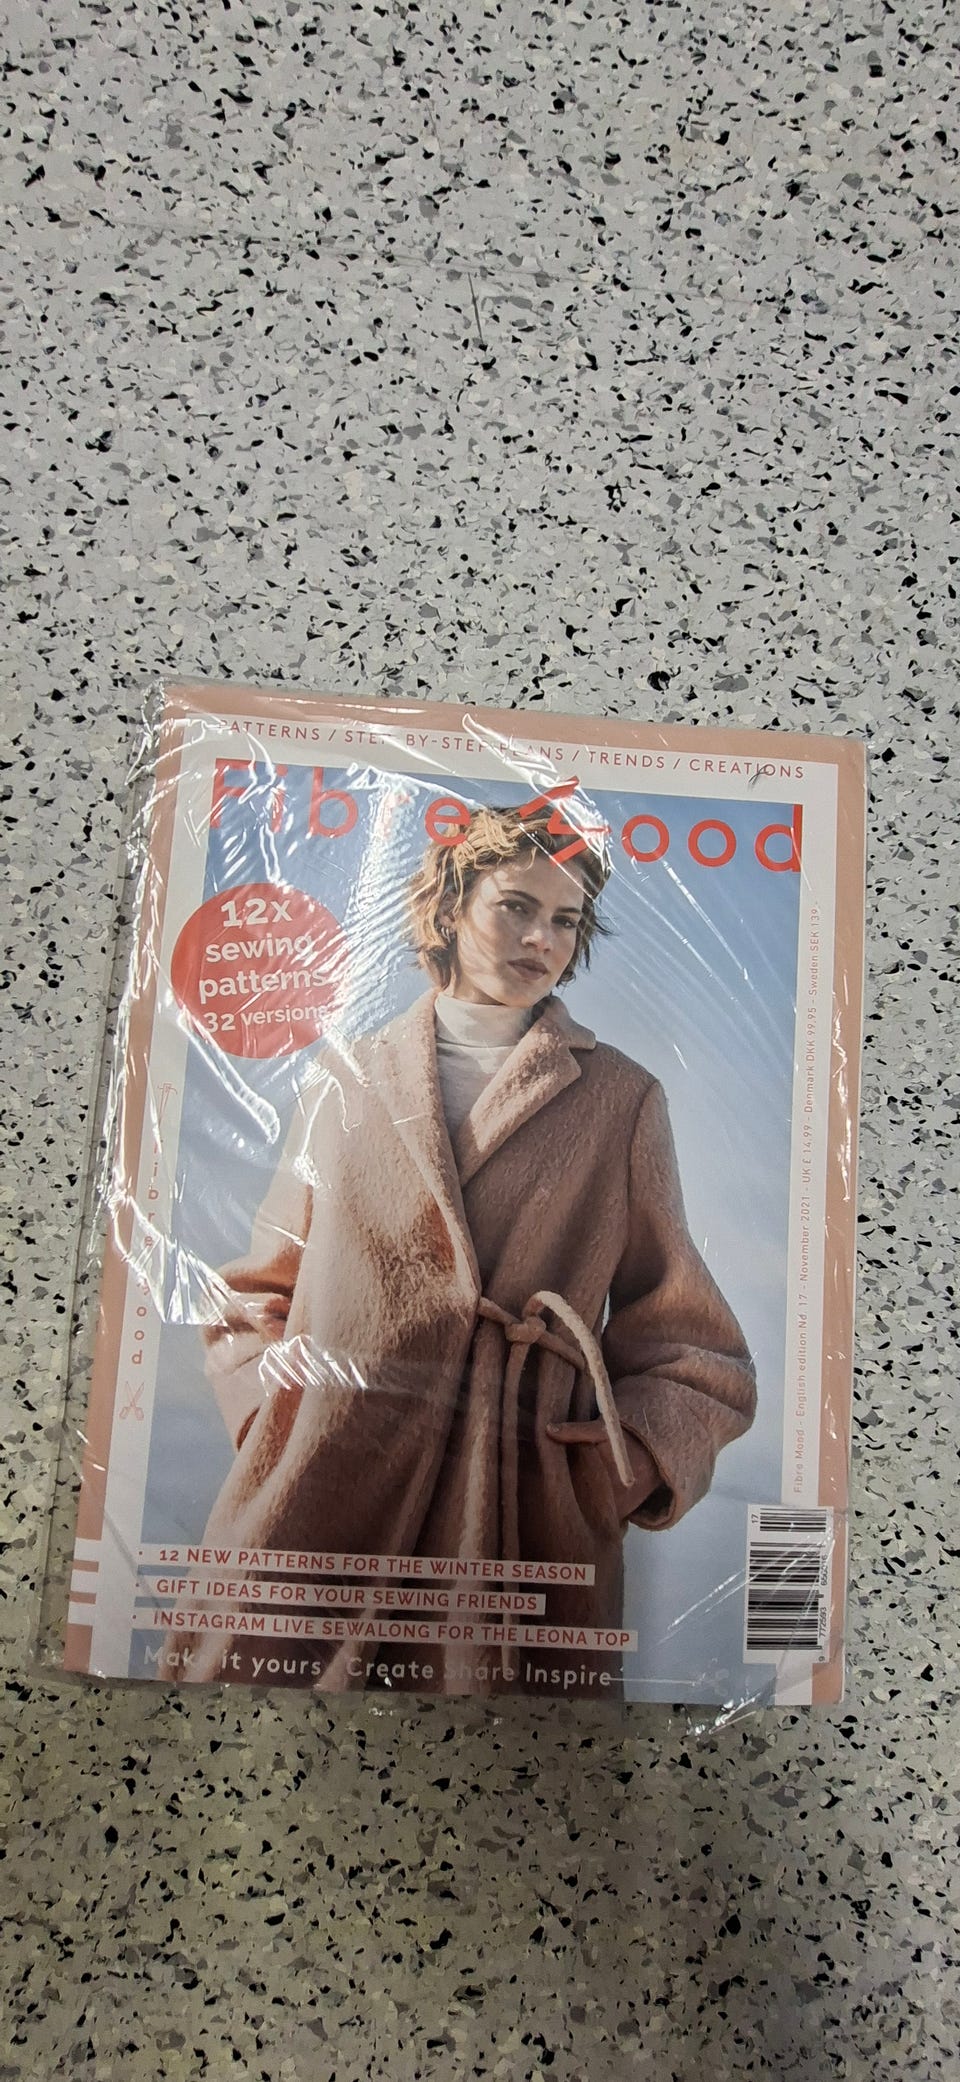 PATTERNS / STEP-BY-STEP PLANS / TRENDS / CREATIONS
Fibre Mood
12x
sewing
patterns
32 versions
Fibre Mood - English edition No. 17 - November 2021 - UK £ 14.99 - Denmark DKK 99.95 - Sweden SEK 139.-
17
• 12 NEW PATTERNS FOR THE WINTER SEASON
• GIFT IDEAS FOR YOUR SEWING FRIENDS
• INSTAGRAM LIVE SEWALONG FOR THE LEONA TOP
Make it yours Create Share Inspire